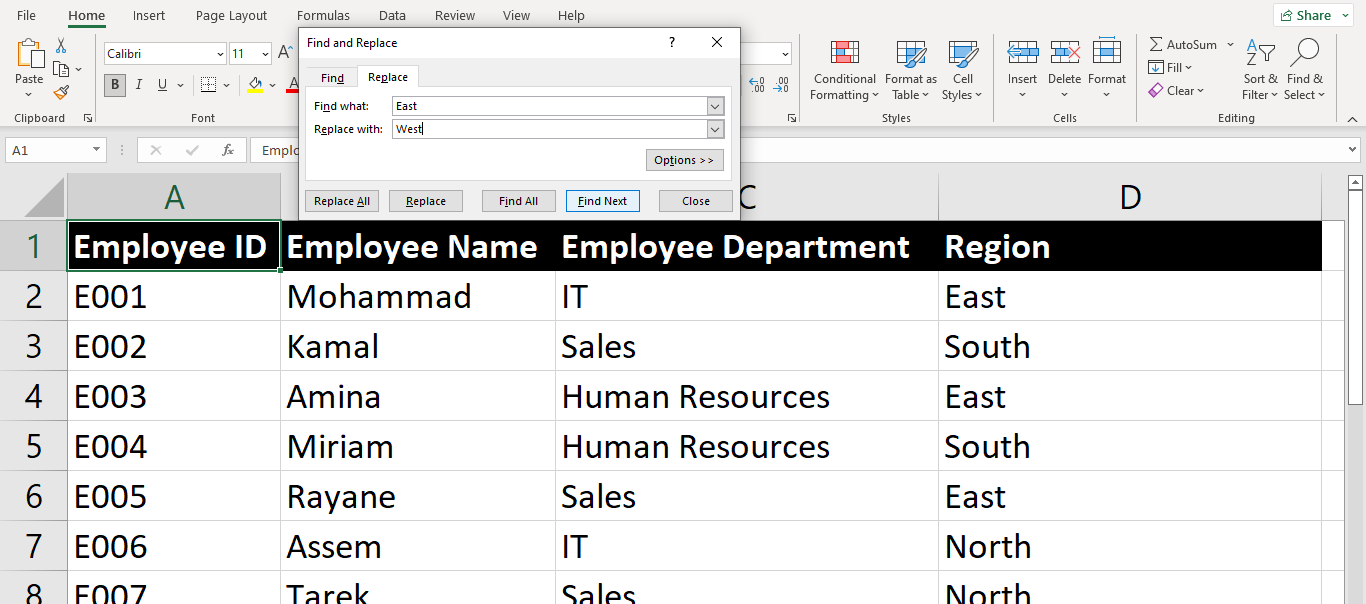 File Home Insert Page Layout Formulas Data Review View Help Share
Find and Replace ? ×
Find Replace
Find what: East
Replace with: West
Options >>
Replace All Replace Find All Find Next Close
Paste
Calibri 11 A
B I U A
Clipboard Font
Conditional Formatting Format as Table Cell Styles
Styles
Insert Delete Format
Cells
AutoSum
Fill
Clear
Sort & Filter Find & Select
Editing
A1 fx Emplo
A C D
1 Employee ID Employee Name Employee Department Region
2 E001 Mohammad IT East
3 E002 Kamal Sales South
4 E003 Amina Human Resources East
5 E004 Miriam Human Resources South
6 E005 Rayane Sales East
7 E006 Assem IT North
8 E007 Tarek Sales North